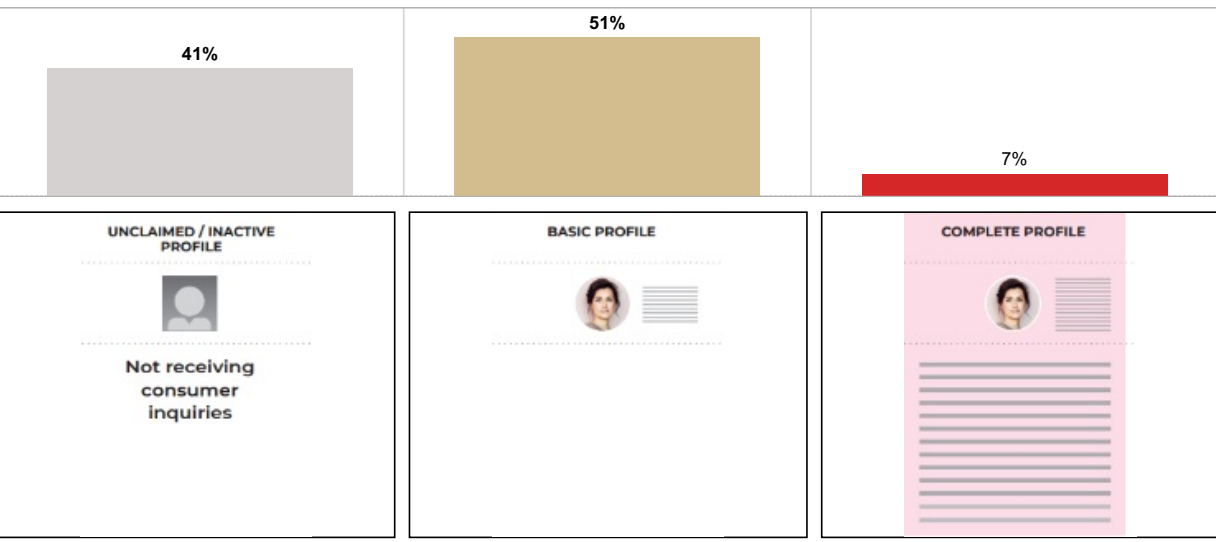 41%
51%
7%
UNCLAIMED / INACTIVE
PROFILE
Not receiving
consumer
inquiries
BASIC PROFILE
COMPLETE PROFILE